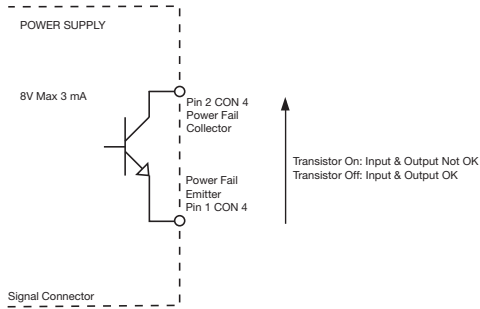 POWER SUPPLY
8V Max 3 mA
Pin 2 CON 4
Power Fail
Collector
Transistor On: Input & Output Not OK
Transistor Off: Input & Output OK
Power Fail
Emitter
Pin 1 CON 4
Signal Connector